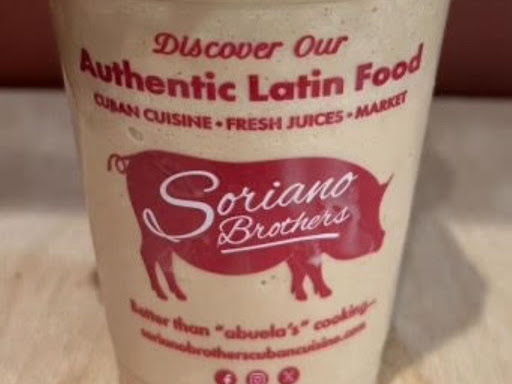 Discover Our
Authentic Latin Food
CUBAN CUISINE • FRESH JUICES • MARKET
Soriano
Brothers
better than "abuela's" cooking...
sorianobrotherscubancuisine.com